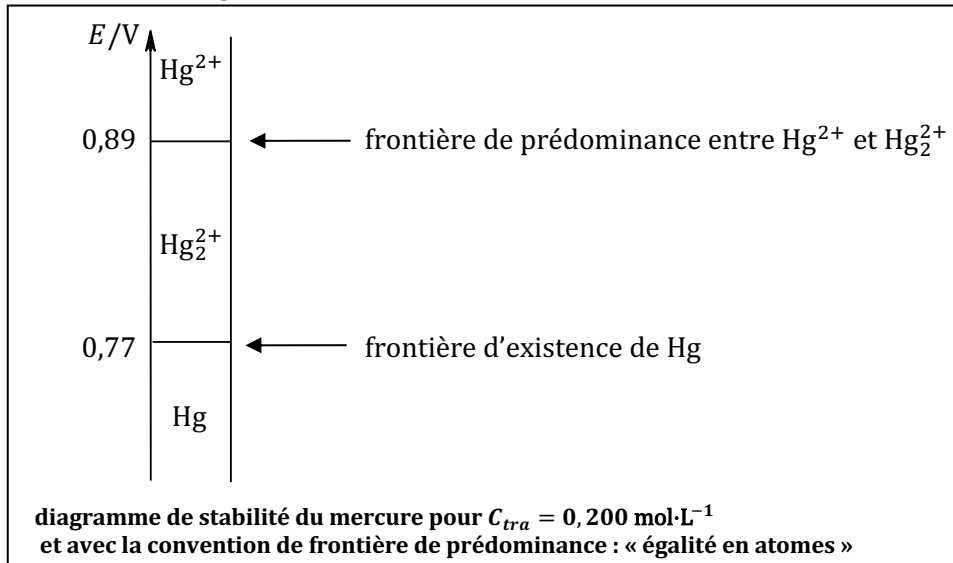 E/V
Hg²⁺
0,89
frontière de prédominance entre Hg²⁺ et Hg₂²⁺
Hg₂²⁺
0,77
frontière d'existence de Hg
Hg
diagramme de stabilité du mercure pour C_tra = 0,200 mol·L⁻¹
et avec la convention de frontière de prédominance : « égalité en atomes »